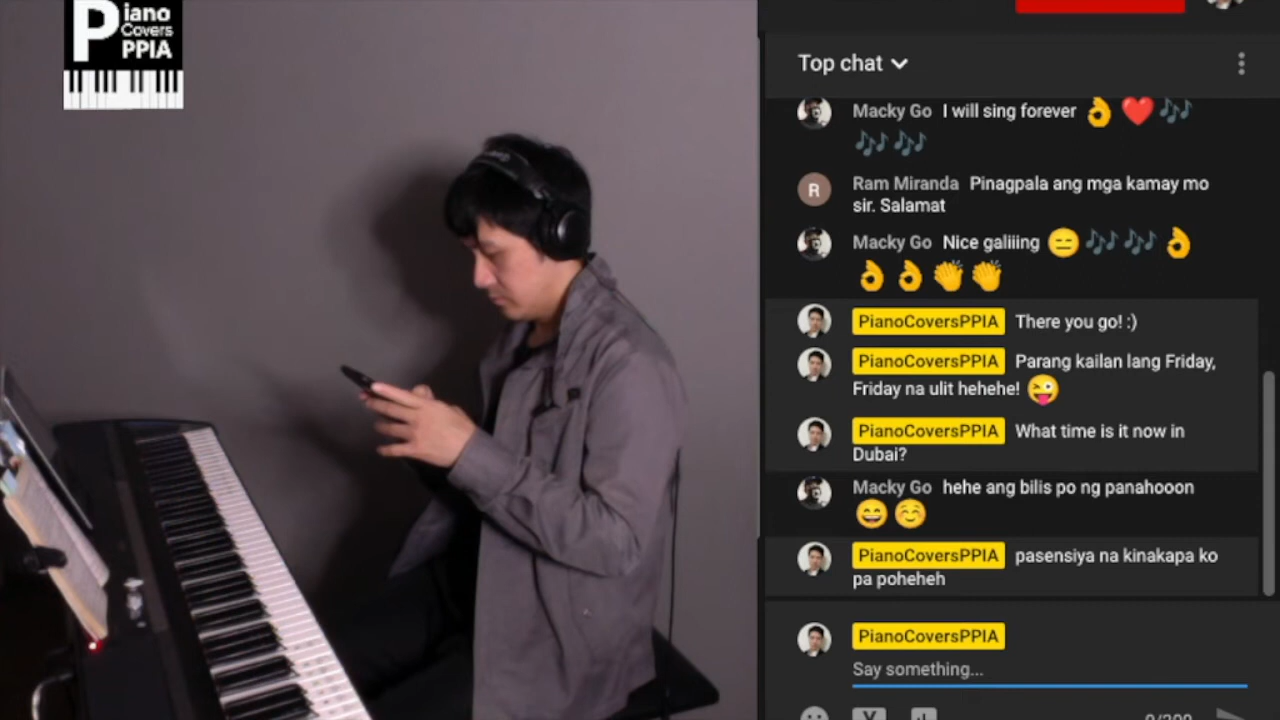 Piano
Covers
PPIA
Top chat
Macky Go I will sing forever 👌 ❤️ 🎶
🎶 🎶
Ram Miranda Pinagpala ang mga kamay mo
sir. Salamat
R
Macky Go Nice galiiing 😑 🎶 🎶 👌
👌 👌 👏 👏
PianoCoversPPIA There you go! :)
PianoCoversPPIA Parang kailan lang Friday,
Friday na ulit hehehe! 😜
PianoCoversPPIA What time is it now in
Dubai?
Macky Go hehe ang bilis po ng panahooon
😄 ☺️
PianoCoversPPIA pasensiya na kinakapa ko
pa poheheh
PianoCoversPPIA
Say something...
0/200